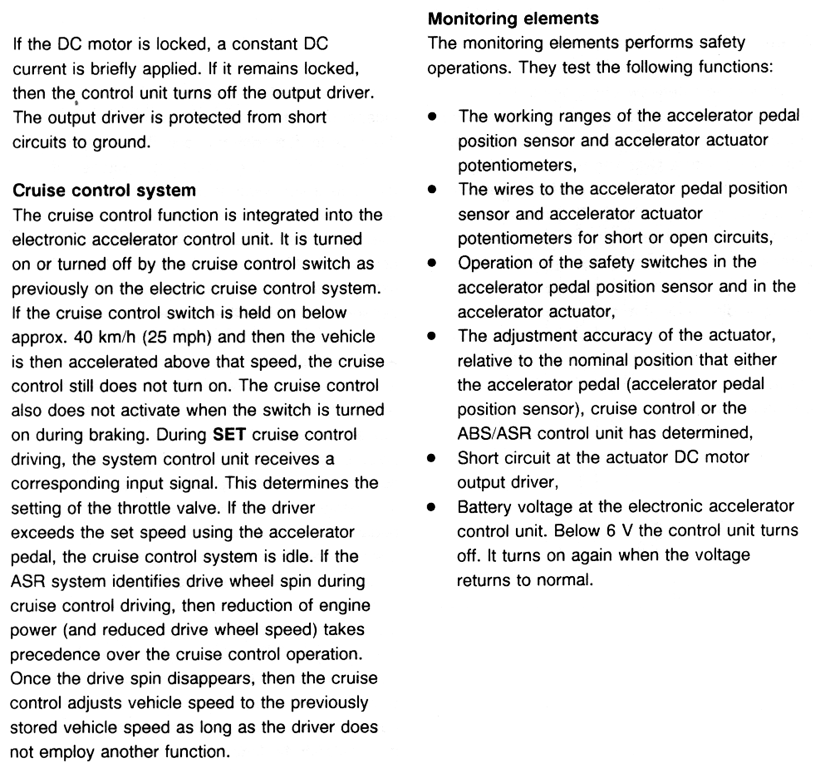 If the DC motor is locked, a constant DC
current is briefly applied. If it remains locked,
then the control unit turns off the output driver.
The output driver is protected from short
circuits to ground.
Cruise control system
The cruise control function is integrated into the
electronic accelerator control unit. It is turned
on or turned off by the cruise control switch as
previously on the electric cruise control system.
If the cruise control switch is held on below
approx. 40 km/h (25 mph) and then the vehicle
is then accelerated above that speed, the cruise
control still does not turn on. The cruise control
also does not activate when the switch is turned
on during braking. During SET cruise control
driving, the system control unit receives a
corresponding input signal. This determines the
setting of the throttle valve. If the driver
exceeds the set speed using the accelerator
pedal, the cruise control system is idle. If the
ASR system identifies drive wheel spin during
cruise control driving, then reduction of engine
power (and reduced drive wheel speed) takes
precedence over the cruise control operation.
Once the drive spin disappears, then the cruise
control adjusts vehicle speed to the previously
stored vehicle speed as long as the driver does
not employ another function.
Monitoring elements
The monitoring elements performs safety
operations. They test the following functions:
● The working ranges of the accelerator pedal
position sensor and accelerator actuator
potentiometers,
● The wires to the accelerator pedal position
sensor and accelerator actuator
potentiometers for short or open circuits,
● Operation of the safety switches in the
accelerator pedal position sensor and in the
accelerator actuator,
● The adjustment accuracy of the actuator,
relative to the nominal position that either
the accelerator pedal (accelerator pedal
position sensor), cruise control or the
ABS/ASR control unit has determined,
● Short circuit at the actuator DC motor
output driver,
● Battery voltage at the electronic accelerator
control unit. Below 6 V the control unit turns
off. It turns on again when the voltage
returns to normal.